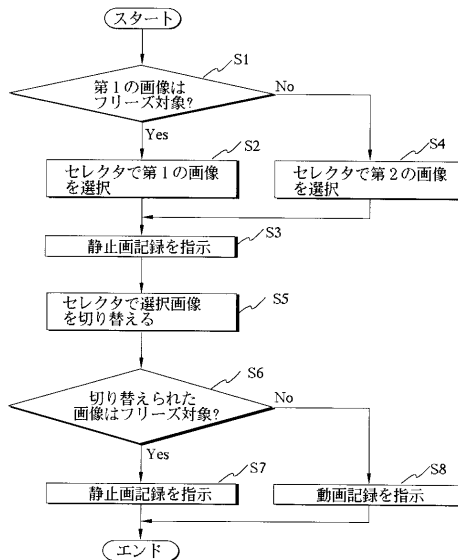 スタート
S1
第1の画像は
フリーズ対象?
No
Yes
S2
セレクタで第1の画像
を選択
S4
セレクタで第2の画像
を選択
S3
静止画記録を指示
S5
セレクタで選択画像
を切り替える
S6
切り替えられた
画像はフリーズ対象?
No
Yes
S7
静止画記録を指示
S8
動画記録を指示
エンド